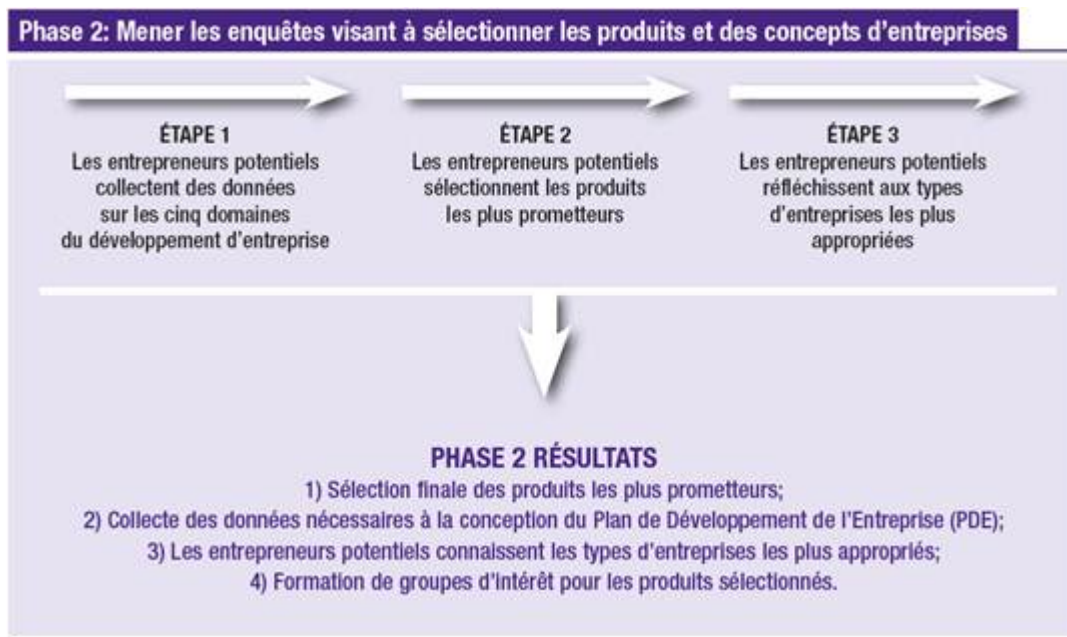 Phase 2: Mener les enquêtes visant à sélectionner les produits et des concepts d'entreprises
ÉTAPE 1
Les entrepreneurs potentiels
collectent des données
sur les cinq domaines
du développement d'entreprise
ÉTAPE 2
Les entrepreneurs potentiels
sélectionnent les produits
les plus prometteurs
ÉTAPE 3
Les entrepreneurs potentiels
réfléchissent aux types
d'entreprises les plus
appropriées
PHASE 2 RÉSULTATS
1) Sélection finale des produits les plus prometteurs;
2) Collecte des données nécessaires à la conception du Plan de Développement de l'Entreprise (PDE);
3) Les entrepreneurs potentiels connaissent les types d'entreprises les plus appropriés;
4) Formation de groupes d'intérêt pour les produits sélectionnés.